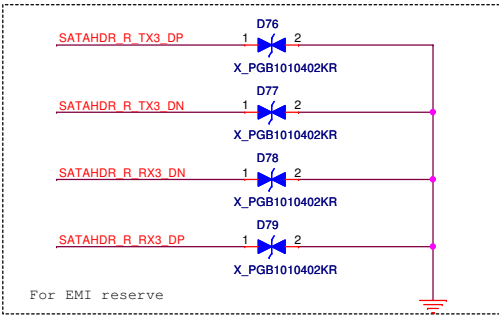 D76
SATAHDR_R_TX3_DP 1 2
X_PGB1010402KR
D77
SATAHDR_R_TX3_DN 1 2
X_PGB1010402KR
D78
SATAHDR_R_RX3_DN 1 2
X_PGB1010402KR
D79
SATAHDR_R_RX3_DP 1 2
X_PGB1010402KR
For EMI reserve